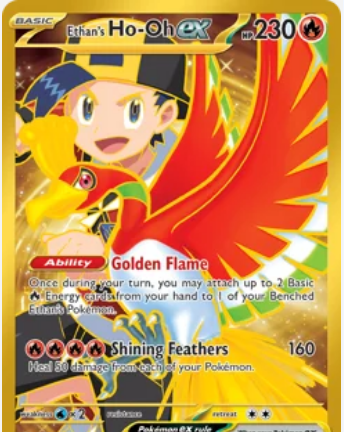 BASIC
Ethan's Ho-Oh ex HP 230
Ability Golden Flame
Once during your turn, you may attach up to 2 Basic
Energy cards from your hand to 1 of your Benched
Ethan's Pokémon.
Shining Feathers 160
Heal 50 damage from each of your Pokémon.
weakness ×2 resistance retreat
Pokémon ex rule